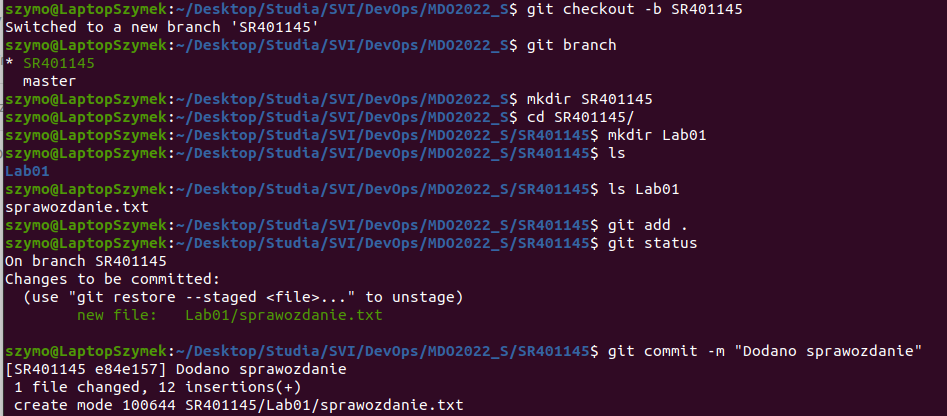 szymo@LaptopSzymek:~/Desktop/Studia/SVI/DevOps/MDO2022_S$ git checkout -b SR401145
Switched to a new branch 'SR401145'
szymo@LaptopSzymek:~/Desktop/Studia/SVI/DevOps/MDO2022_S$ git branch
* SR401145
  master
szymo@LaptopSzymek:~/Desktop/Studia/SVI/DevOps/MDO2022_S$ mkdir SR401145
szymo@LaptopSzymek:~/Desktop/Studia/SVI/DevOps/MDO2022_S$ cd SR401145/
szymo@LaptopSzymek:~/Desktop/Studia/SVI/DevOps/MDO2022_S/SR401145$ mkdir Lab01
szymo@LaptopSzymek:~/Desktop/Studia/SVI/DevOps/MDO2022_S/SR401145$ ls
Lab01
szymo@LaptopSzymek:~/Desktop/Studia/SVI/DevOps/MDO2022_S/SR401145$ ls Lab01
sprawozdanie.txt
szymo@LaptopSzymek:~/Desktop/Studia/SVI/DevOps/MDO2022_S/SR401145$ git add .
szymo@LaptopSzymek:~/Desktop/Studia/SVI/DevOps/MDO2022_S/SR401145$ git status
On branch SR401145
Changes to be committed:
  (use "git restore --staged <file>..." to unstage)
        new file:   Lab01/sprawozdanie.txt

szymo@LaptopSzymek:~/Desktop/Studia/SVI/DevOps/MDO2022_S/SR401145$ git commit -m "Dodano sprawozdanie"
[SR401145 e84e157] Dodano sprawozdanie
 1 file changed, 12 insertions(+)
 create mode 100644 SR401145/Lab01/sprawozdanie.txt